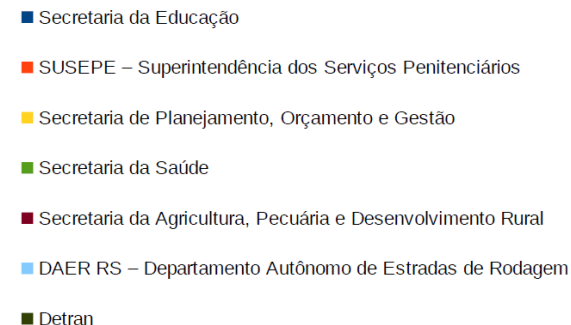 Secretaria da Educação
SUSEPE – Superintendência dos Serviços Penitenciários
Secretaria de Planejamento, Orçamento e Gestão
Secretaria da Saúde
Secretaria da Agricultura, Pecuária e Desenvolvimento Rural
DAER RS – Departamento Autônomo de Estradas de Rodagem
Detran